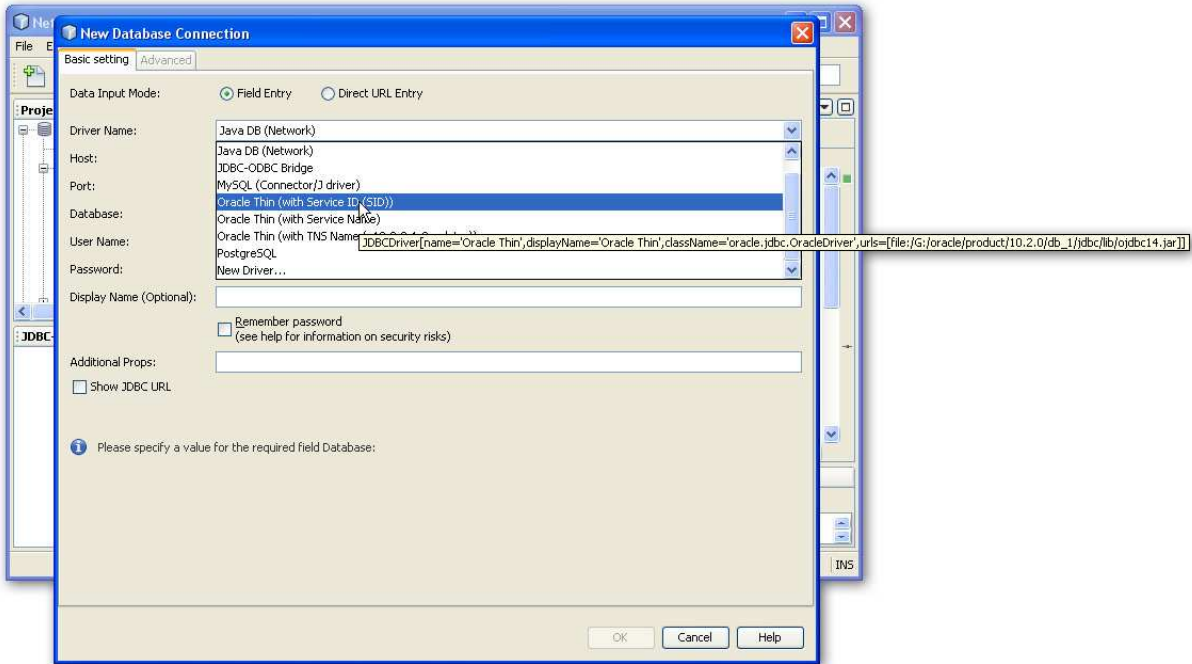 Net
New Database Connection
File E
Basic setting Advanced
Data Input Mode: Field Entry Direct URL Entry
Proje
Driver Name: Java DB (Network)
Java DB (Network)
Host:
JDBC-ODBC Bridge
Port:
MySQL (Connector/J driver)
Oracle Thin (with Service ID (SID))
Database:
Oracle Thin (with Service Name)
User Name:
Oracle Thin (with TNS Name
JDBCDriver[name='Oracle Thin',displayName='Oracle Thin',className='oracle.jdbc.OracleDriver',urls=[file:/G:/oracle/product/10.2.0/db_1/jdbc/lib/ojdbc14.jar]]
PostgreSQL
Password:
New Driver...
Display Name (Optional):
Remember password
(see help for information on security risks)
JDBC-
Additional Props:
Show JDBC URL
Please specify a value for the required field Database:
INS
OK Cancel Help